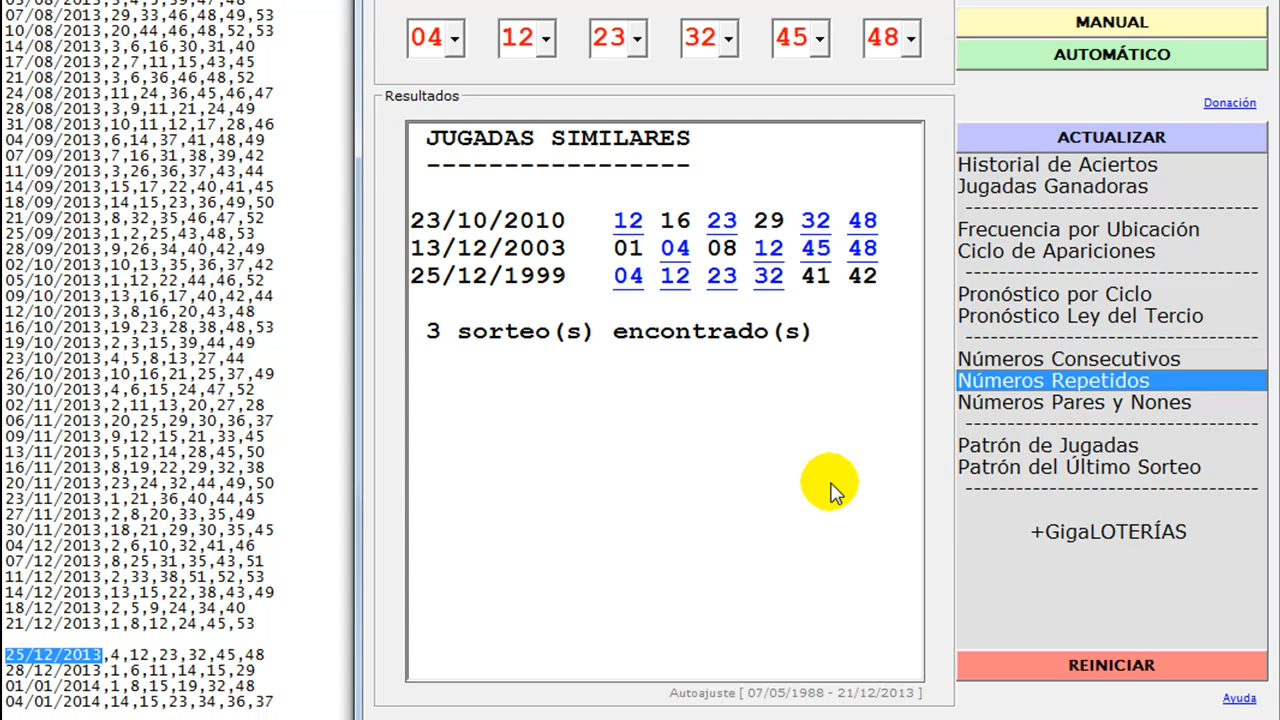 07/08/2013,29,33,46,48,49,53
10/08/2013,20,44,46,48,52,53
14/08/2013,3,6,16,30,31,40
17/08/2013,2,7,11,15,43,45
21/08/2013,3,6,36,46,48,52
24/08/2013,11,24,36,45,46,47
28/08/2013,3,9,11,21,24,49
31/08/2013,10,11,12,17,28,46
04/09/2013,6,14,37,41,48,49
07/09/2013,7,16,31,38,39,42
11/09/2013,3,26,36,37,43,44
14/09/2013,15,17,22,40,41,45
18/09/2013,14,15,23,36,49,50
21/09/2013,8,32,35,46,47,52
25/09/2013,1,2,25,43,48,53
28/09/2013,9,26,34,40,42,49
02/10/2013,10,13,35,36,37,42
05/10/2013,1,12,22,44,46,52
09/10/2013,13,16,17,40,42,44
12/10/2013,3,8,16,20,43,48
16/10/2013,19,23,28,38,48,53
19/10/2013,2,3,15,39,44,49
23/10/2013,4,5,8,13,27,44
26/10/2013,10,16,21,25,37,49
30/10/2013,4,6,15,24,47,52
02/11/2013,2,11,13,20,27,28
06/11/2013,20,25,29,30,36,37
09/11/2013,9,12,15,21,33,45
13/11/2013,5,12,14,28,45,50
16/11/2013,8,19,22,29,32,38
20/11/2013,23,24,32,44,49,50
23/11/2013,1,21,36,40,44,45
27/11/2013,2,8,20,33,35,49
30/11/2013,18,21,29,30,35,45
04/12/2013,2,6,10,32,41,46
07/12/2013,8,25,31,35,43,51
11/12/2013,2,33,38,51,52,53
14/12/2013,13,15,22,38,43,49
18/12/2013,2,5,9,24,34,40
21/12/2013,1,8,12,24,45,53
25/12/2013,4,12,23,32,45,48
28/12/2013,1,6,11,14,15,29
01/01/2014,1,8,15,19,32,48
04/01/2014,14,15,23,34,36,37
04 12 23 32 45 48
Resultados
JUGADAS SIMILARES
-----------------
23/10/2010 12 16 23 29 32 48
13/12/2003 01 04 08 12 45 48
25/12/1999 04 12 23 32 41 42
3 sorteo(s) encontrado(s)
Autoajuste [ 07/05/1988 - 21/12/2013 ]
MANUAL
AUTOMÁTICO
Donación
ACTUALIZAR
Historial de Aciertos
Jugadas Ganadoras
------------------------------
Frecuencia por Ubicación
Ciclo de Apariciones
------------------------------
Pronóstico por Ciclo
Pronóstico Ley del Tercio
------------------------------
Números Consecutivos
Números Repetidos
Números Pares y Nones
------------------------------
Patrón de Jugadas
Patrón del Último Sorteo
------------------------------
+GigaLOTERÍAS
REINICIAR
Ayuda